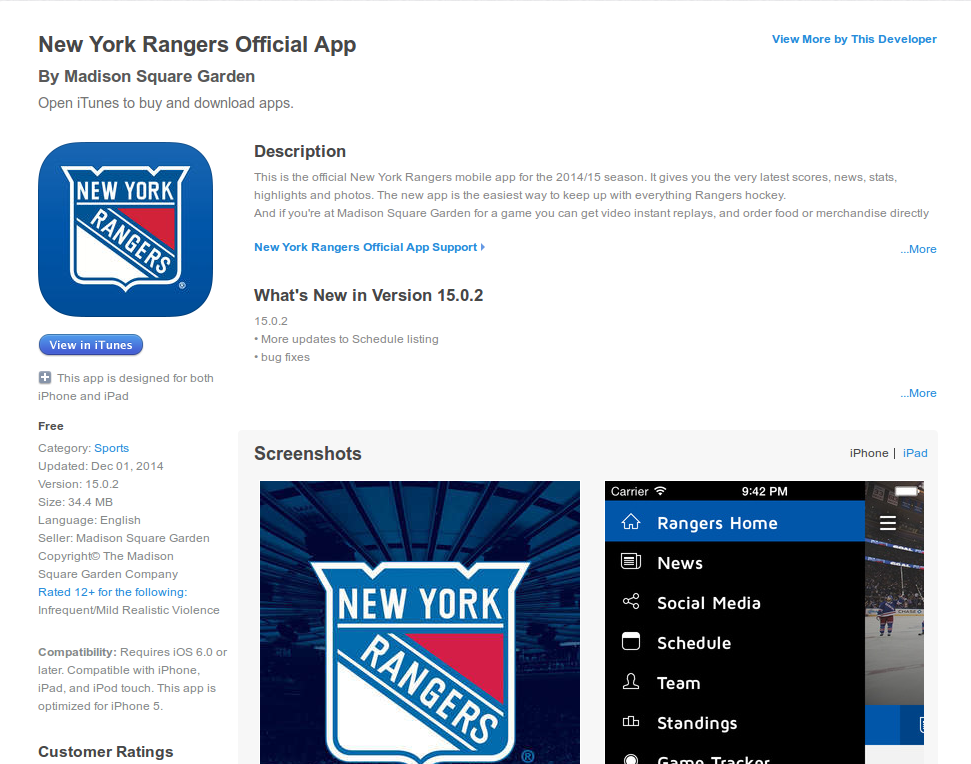 New York Rangers Official App
View More by This Developer
By Madison Square Garden
Open iTunes to buy and download apps.
NEW YORK
RANGERS
®
View in iTunes
This app is designed for both
iPhone and iPad
Free
Category: Sports
Updated: Dec 01, 2014
Version: 15.0.2
Size: 34.4 MB
Language: English
Seller: Madison Square Garden
Copyright© The Madison
Square Garden Company
Rated 12+ for the following:
Infrequent/Mild Realistic Violence
Compatibility: Requires iOS 6.0 or
later. Compatible with iPhone,
iPad, and iPod touch. This app is
optimized for iPhone 5.
Customer Ratings
Description
This is the official New York Rangers mobile app for the 2014/15 season. It gives you the very latest scores, news, stats,
highlights and photos. The new app is the easiest way to keep up with everything Rangers hockey.
And if you're at Madison Square Garden for a game you can get video instant replays, and order food or merchandise directly
New York Rangers Official App Support
...More
What's New in Version 15.0.2
15.0.2
• More updates to Schedule listing
• bug fixes
...More
Screenshots
iPhone | iPad
NEW YORK
RANGERS
®
Carrier 9:42 PM
Rangers Home
News
Social Media
Schedule
Team
Standings
Game Tracker